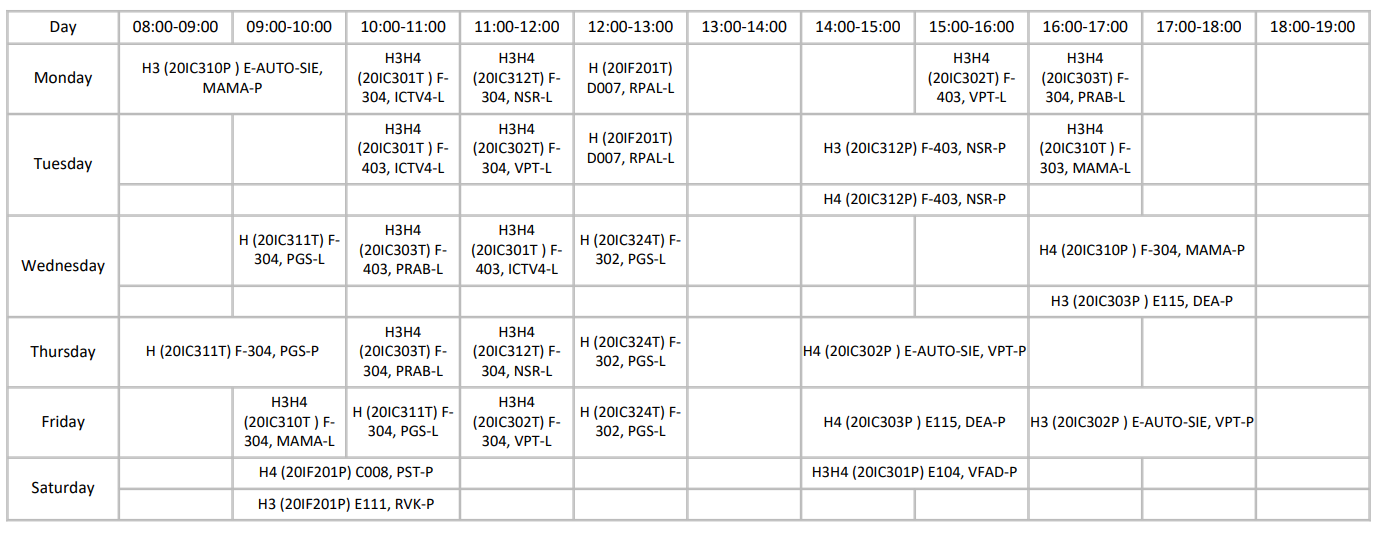 Day 08:00-09:00 09:00-10:00 10:00-11:00 11:00-12:00 12:00-13:00 13:00-14:00 14:00-15:00 15:00-16:00 16:00-17:00 17:00-18:00 18:00-19:00
Monday
H3 (20IC310P ) E-AUTO-SIE,
MAMA-P
H3H4
(20IC301T ) F-
304, ICTV4-L
H3H4
(20IC312T) F-
304, NSR-L
H (20IF201T)
D007, RPAL-L
H3H4
(20IC302T) F-
403, VPT-L
H3H4
(20IC303T) F-
304, PRAB-L
Tuesday
H3H4
(20IC301T ) F-
403, ICTV4-L
H3H4
(20IC302T) F-
304, VPT-L
H (20IF201T)
D007, RPAL-L
H3 (20IC312P) F-403, NSR-P
H3H4
(20IC310T ) F-
303, MAMA-L
H4 (20IC312P) F-403, NSR-P
Wednesday
H (20IC311T) F-
304, PGS-L
H3H4
(20IC303T) F-
403, PRAB-L
H3H4
(20IC301T ) F-
403, ICTV4-L
H (20IC324T) F-
302, PGS-L
H4 (20IC310P ) F-304, MAMA-P
H3 (20IC303P ) E115, DEA-P
Thursday
H (20IC311T) F-304, PGS-P
H3H4
(20IC303T) F-
304, PRAB-L
H3H4
(20IC312T) F-
304, NSR-L
H (20IC324T) F-
302, PGS-L
H4 (20IC302P ) E-AUTO-SIE, VPT-P
Friday
H3H4
(20IC310T ) F-
304, MAMA-L
H (20IC311T) F-
304, PGS-L
H3H4
(20IC302T) F-
304, VPT-L
H (20IC324T) F-
302, PGS-L
H4 (20IC303P ) E115, DEA-P
H3 (20IC302P ) E-AUTO-SIE, VPT-P
Saturday
H4 (20IF201P) C008, PST-P
H3H4 (20IC301P) E104, VFAD-P
H3 (20IF201P) E111, RVK-P